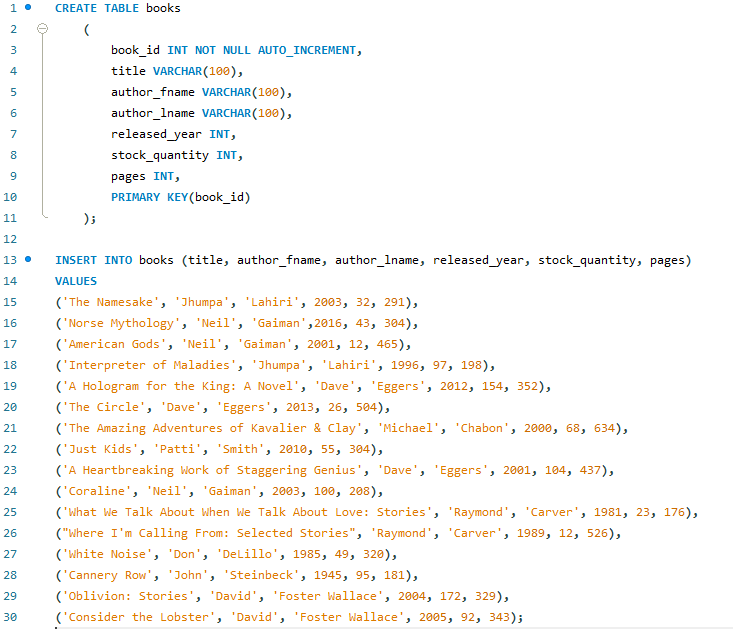 1 CREATE TABLE books
2 (
3 book_id INT NOT NULL AUTO_INCREMENT,
4 title VARCHAR(100),
5 author_fname VARCHAR(100),
6 author_lname VARCHAR(100),
7 released_year INT,
8 stock_quantity INT,
9 pages INT,
10 PRIMARY KEY(book_id)
11 );
12
13 INSERT INTO books (title, author_fname, author_lname, released_year, stock_quantity, pages)
14 VALUES
15 ('The Namesake', 'Jhumpa', 'Lahiri', 2003, 32, 291),
16 ('Norse Mythology', 'Neil', 'Gaiman',2016, 43, 304),
17 ('American Gods', 'Neil', 'Gaiman', 2001, 12, 465),
18 ('Interpreter of Maladies', 'Jhumpa', 'Lahiri', 1996, 97, 198),
19 ('A Hologram for the King: A Novel', 'Dave', 'Eggers', 2012, 154, 352),
20 ('The Circle', 'Dave', 'Eggers', 2013, 26, 504),
21 ('The Amazing Adventures of Kavalier & Clay', 'Michael', 'Chabon', 2000, 68, 634),
22 ('Just Kids', 'Patti', 'Smith', 2010, 55, 304),
23 ('A Heartbreaking Work of Staggering Genius', 'Dave', 'Eggers', 2001, 104, 437),
24 ('Coraline', 'Neil', 'Gaiman', 2003, 100, 208),
25 ('What We Talk About When We Talk About Love: Stories', 'Raymond', 'Carver', 1981, 23, 176),
26 ("Where I'm Calling From: Selected Stories", 'Raymond', 'Carver', 1989, 12, 526),
27 ('White Noise', 'Don', 'DeLillo', 1985, 49, 320),
28 ('Cannery Row', 'John', 'Steinbeck', 1945, 95, 181),
29 ('Oblivion: Stories', 'David', 'Foster Wallace', 2004, 172, 329),
30 ('Consider the Lobster', 'David', 'Foster Wallace', 2005, 92, 343);